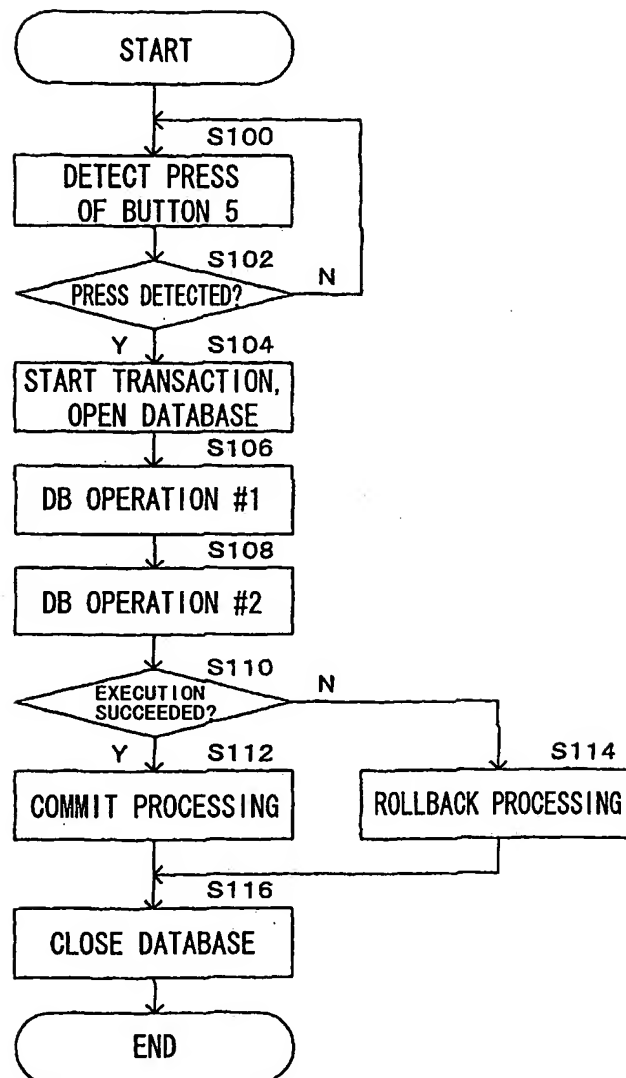 START
S100
DETECT PRESS
OF BUTTON 5
S102
PRESS DETECTED?
N
Y
S104
START TRANSACTION,
OPEN DATABASE
S106
DB OPERATION #1
S108
DB OPERATION #2
S110
EXECUTION
SUCCEEDED?
N
Y
S112
COMMIT PROCESSING
S114
ROLLBACK PROCESSING
S116
CLOSE DATABASE
END